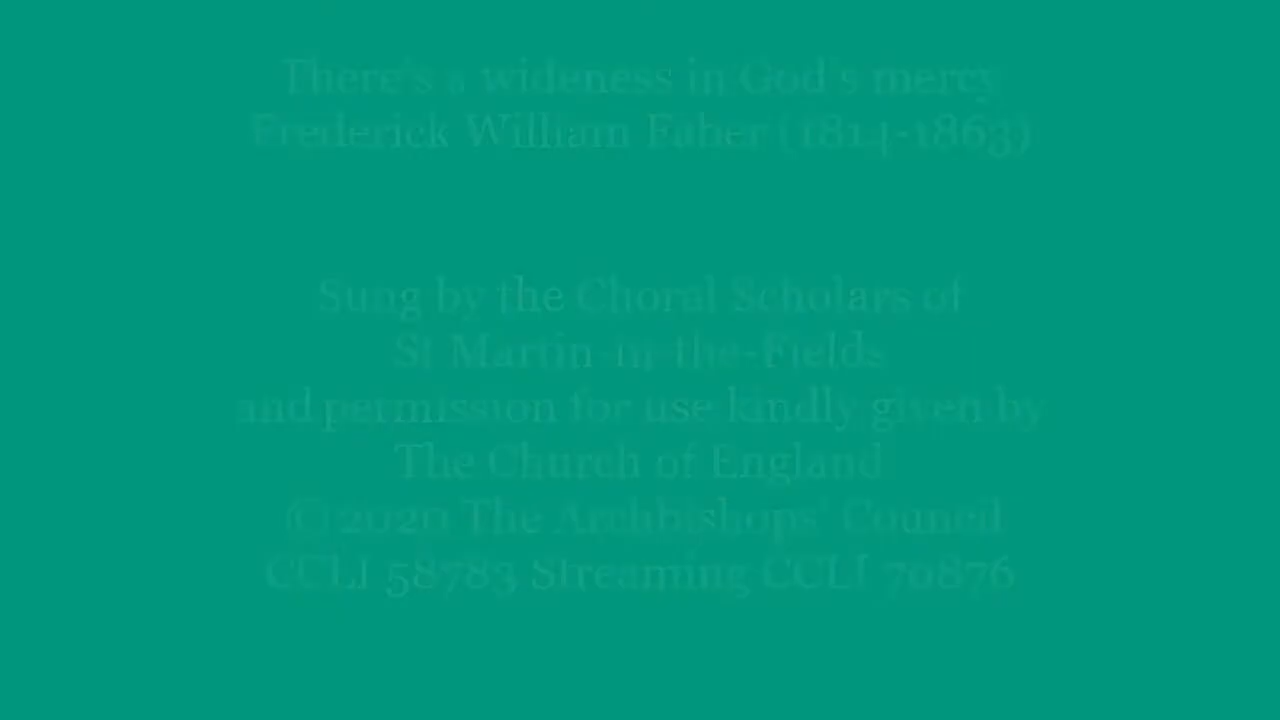 There's a wideness in God's mercy
Frederick William Faber (1814-1863)
Sung by the Choral Scholars of
St Martin-in-the-Fields
and permission for use kindly given by
The Church of England
© 2020 The Archbishops' Council
CCLI 58783 Streaming CCLI 70876